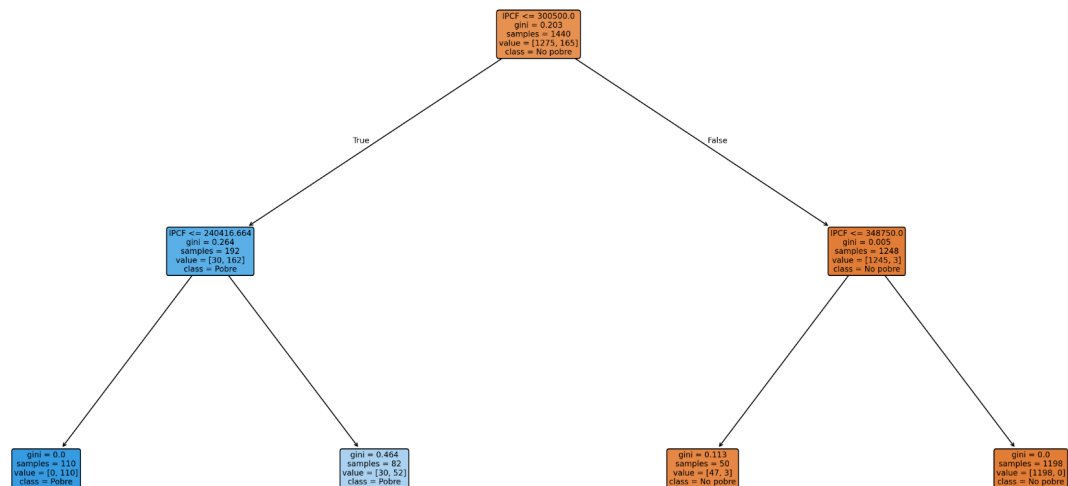 IPCF <= 300500.0
gini = 0.203
samples = 1440
value = [1275, 165]
class = No pobre
True
False
IPCF <= 240416.664
gini = 0.264
samples = 192
value = [30, 162]
class = Pobre
IPCF <= 348750.0
gini = 0.005
samples = 1248
value = [1245, 3]
class = No pobre
gini = 0.0
samples = 110
value = [0, 110]
class = Pobre
gini = 0.464
samples = 82
value = [30, 52]
class = Pobre
gini = 0.113
samples = 50
value = [47, 3]
class = No pobre
gini = 0.0
samples = 1198
value = [1198, 0]
class = No pobre